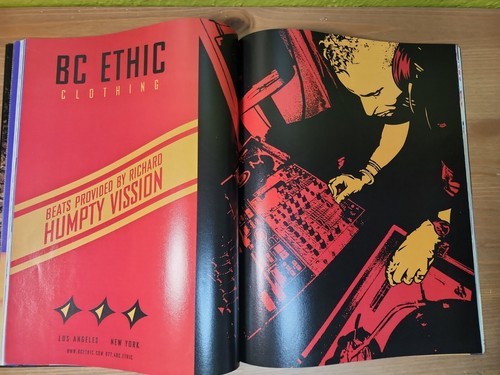 BC ETHIC
CLOTHING
BEATS PROVIDED BY RICHARD
HUMPTY VISSION
LOS ANGELES NEW YORK